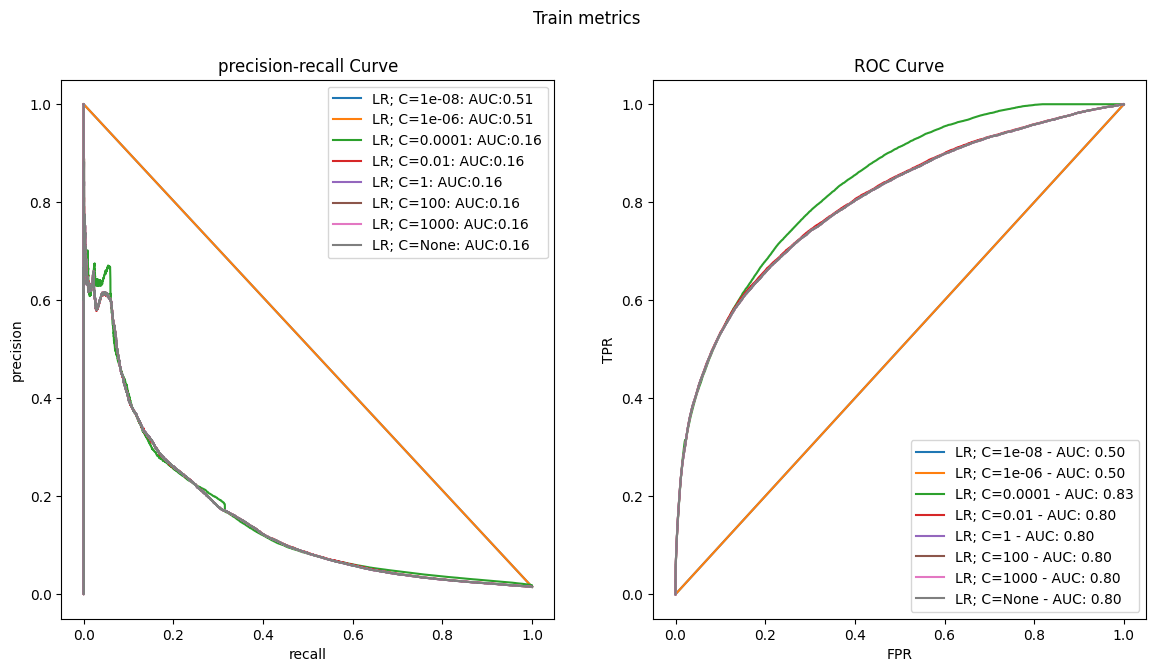 Train metrics
precision-recall Curve
1.0
0.8
0.6
0.4
0.2
0.0
precision
0.0 0.2 0.4 0.6 0.8 1.0
recall
LR; C=1e-08: AUC:0.51
LR; C=1e-06: AUC:0.51
LR; C=0.0001: AUC:0.16
LR; C=0.01: AUC:0.16
LR; C=1: AUC:0.16
LR; C=100: AUC:0.16
LR; C=1000: AUC:0.16
LR; C=None: AUC:0.16
ROC Curve
1.0
0.8
0.6
0.4
0.2
0.0
TPR
0.0 0.2 0.4 0.6 0.8 1.0
FPR
LR; C=1e-08 - AUC: 0.50
LR; C=1e-06 - AUC: 0.50
LR; C=0.0001 - AUC: 0.83
LR; C=0.01 - AUC: 0.80
LR; C=1 - AUC: 0.80
LR; C=100 - AUC: 0.80
LR; C=1000 - AUC: 0.80
LR; C=None - AUC: 0.80